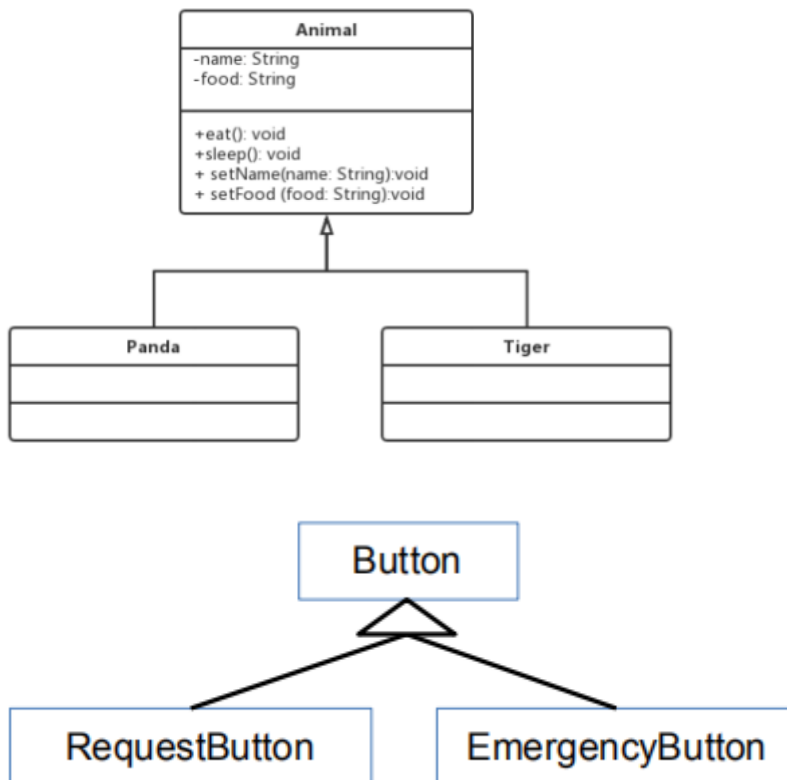 Animal
-name: String
-food: String
+eat(): void
+sleep(): void
+ setName(name: String):void
+ setFood (food: String):void
Panda
Tiger
Button
RequestButton
EmergencyButton